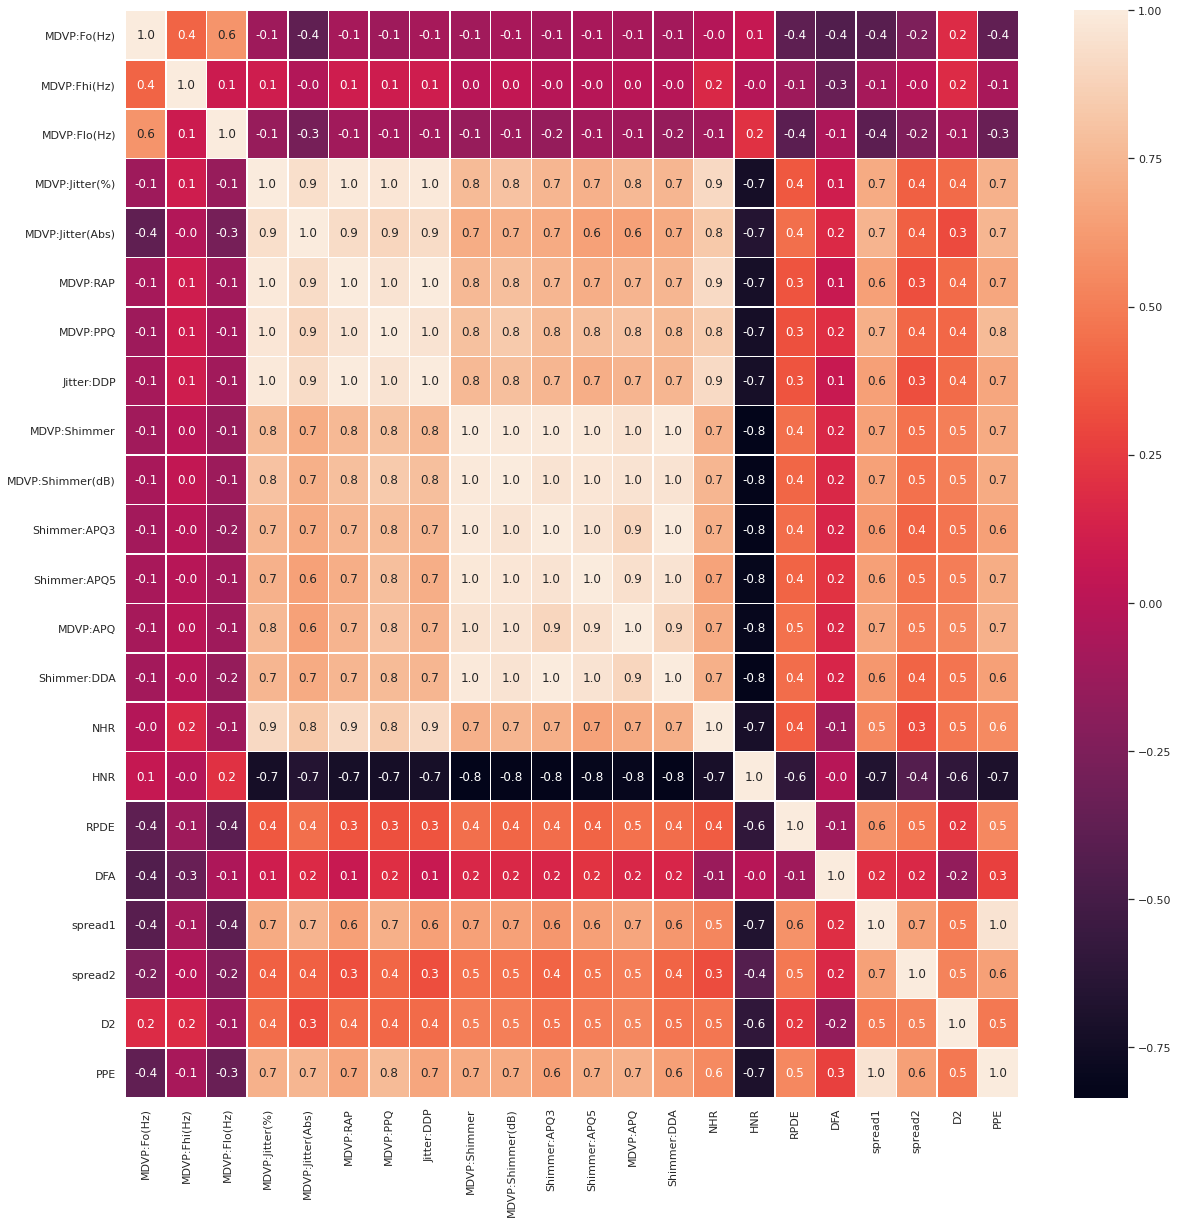 MDVP:Fo(Hz) 1.0 0.4 0.6 -0.1 -0.4 -0.1 -0.1 -0.1 -0.1 -0.1 -0.1 -0.1 -0.1 -0.1 -0.0 0.1 -0.4 -0.4 -0.4 -0.2 0.2 -0.4
MDVP:Fhi(Hz) 0.4 1.0 0.1 0.1 -0.0 0.1 0.1 0.1 0.0 0.0 -0.0 -0.0 0.0 -0.0 0.2 -0.0 -0.1 -0.3 -0.1 -0.0 0.2 -0.1
MDVP:Flo(Hz) 0.6 0.1 1.0 -0.1 -0.3 -0.1 -0.1 -0.1 -0.1 -0.1 -0.2 -0.1 -0.1 -0.2 -0.1 0.2 -0.4 -0.1 -0.4 -0.2 -0.1 -0.3
MDVP:Jitter(%) -0.1 0.1 -0.1 1.0 0.9 1.0 1.0 1.0 0.8 0.8 0.7 0.7 0.8 0.7 0.9 -0.7 0.4 0.1 0.7 0.4 0.4 0.7
MDVP:Jitter(Abs) -0.4 -0.0 -0.3 0.9 1.0 0.9 0.9 0.9 0.7 0.7 0.7 0.6 0.6 0.7 0.8 -0.7 0.4 0.2 0.7 0.4 0.3 0.7
MDVP:RAP -0.1 0.1 -0.1 1.0 0.9 1.0 1.0 1.0 0.8 0.8 0.7 0.7 0.7 0.7 0.9 -0.7 0.3 0.1 0.6 0.3 0.4 0.7
MDVP:PPQ -0.1 0.1 -0.1 1.0 0.9 1.0 1.0 1.0 0.8 0.8 0.8 0.8 0.8 0.8 0.8 -0.7 0.3 0.2 0.7 0.4 0.4 0.8
Jitter:DDP -0.1 0.1 -0.1 1.0 0.9 1.0 1.0 1.0 0.8 0.8 0.7 0.7 0.7 0.7 0.9 -0.7 0.3 0.1 0.6 0.3 0.4 0.7
MDVP:Shimmer -0.1 0.0 -0.1 0.8 0.7 0.8 0.8 0.8 1.0 1.0 1.0 1.0 1.0 1.0 0.7 -0.8 0.4 0.2 0.7 0.5 0.5 0.7
MDVP:Shimmer(dB) -0.1 0.0 -0.1 0.8 0.7 0.8 0.8 0.8 1.0 1.0 1.0 1.0 1.0 1.0 0.7 -0.8 0.4 0.2 0.7 0.5 0.5 0.7
Shimmer:APQ3 -0.1 -0.0 -0.2 0.7 0.7 0.7 0.8 0.7 1.0 1.0 1.0 1.0 0.9 1.0 0.7 -0.8 0.4 0.2 0.6 0.4 0.5 0.6
Shimmer:APQ5 -0.1 -0.0 -0.1 0.7 0.6 0.7 0.8 0.7 1.0 1.0 1.0 1.0 0.9 1.0 0.7 -0.8 0.4 0.2 0.6 0.5 0.5 0.7
MDVP:APQ -0.1 0.0 -0.1 0.8 0.6 0.7 0.8 0.7 1.0 1.0 0.9 0.9 1.0 0.9 0.7 -0.8 0.5 0.2 0.7 0.5 0.5 0.7
Shimmer:DDA -0.1 -0.0 -0.2 0.7 0.7 0.7 0.8 0.7 1.0 1.0 1.0 1.0 0.9 1.0 0.7 -0.8 0.4 0.2 0.6 0.4 0.5 0.6
NHR -0.0 0.2 -0.1 0.9 0.8 0.9 0.8 0.9 0.7 0.7 0.7 0.7 0.7 0.7 1.0 -0.7 0.4 -0.1 0.5 0.3 0.5 0.6
HNR 0.1 -0.0 0.2 -0.7 -0.7 -0.7 -0.7 -0.7 -0.8 -0.8 -0.8 -0.8 -0.8 -0.8 -0.7 1.0 -0.6 -0.0 -0.7 -0.4 -0.6 -0.7
RPDE -0.4 -0.1 -0.4 0.4 0.4 0.3 0.3 0.3 0.4 0.4 0.4 0.4 0.5 0.4 0.4 -0.6 1.0 -0.1 0.6 0.5 0.2 0.5
DFA -0.4 -0.3 -0.1 0.1 0.2 0.1 0.2 0.1 0.2 0.2 0.2 0.2 0.2 0.2 -0.1 -0.0 -0.1 1.0 0.2 0.2 -0.2 0.3
spread1 -0.4 -0.1 -0.4 0.7 0.7 0.6 0.7 0.6 0.7 0.7 0.6 0.6 0.7 0.6 0.5 -0.7 0.6 0.2 1.0 0.7 0.5 1.0
spread2 -0.2 -0.0 -0.2 0.4 0.4 0.3 0.4 0.3 0.5 0.5 0.4 0.5 0.5 0.4 0.3 -0.4 0.5 0.2 0.7 1.0 0.5 0.6
D2 0.2 0.2 -0.1 0.4 0.3 0.4 0.4 0.4 0.5 0.5 0.5 0.5 0.5 0.5 0.5 -0.6 0.2 -0.2 0.5 0.5 1.0 0.5
PPE -0.4 -0.1 -0.3 0.7 0.7 0.7 0.8 0.7 0.7 0.7 0.6 0.7 0.7 0.6 0.6 -0.7 0.5 0.3 1.0 0.6 0.5 1.0
MDVP:Fo(Hz)
MDVP:Fhi(Hz)
MDVP:Flo(Hz)
MDVP:Jitter(%)
MDVP:Jitter(Abs)
MDVP:RAP
MDVP:PPQ
Jitter:DDP
MDVP:Shimmer
MDVP:Shimmer(dB)
Shimmer:APQ3
Shimmer:APQ5
MDVP:APQ
Shimmer:DDA
NHR
HNR
RPDE
DFA
spread1
spread2
D2
PPE
1.00
0.75
0.50
0.25
0.00
−0.25
−0.50
−0.75